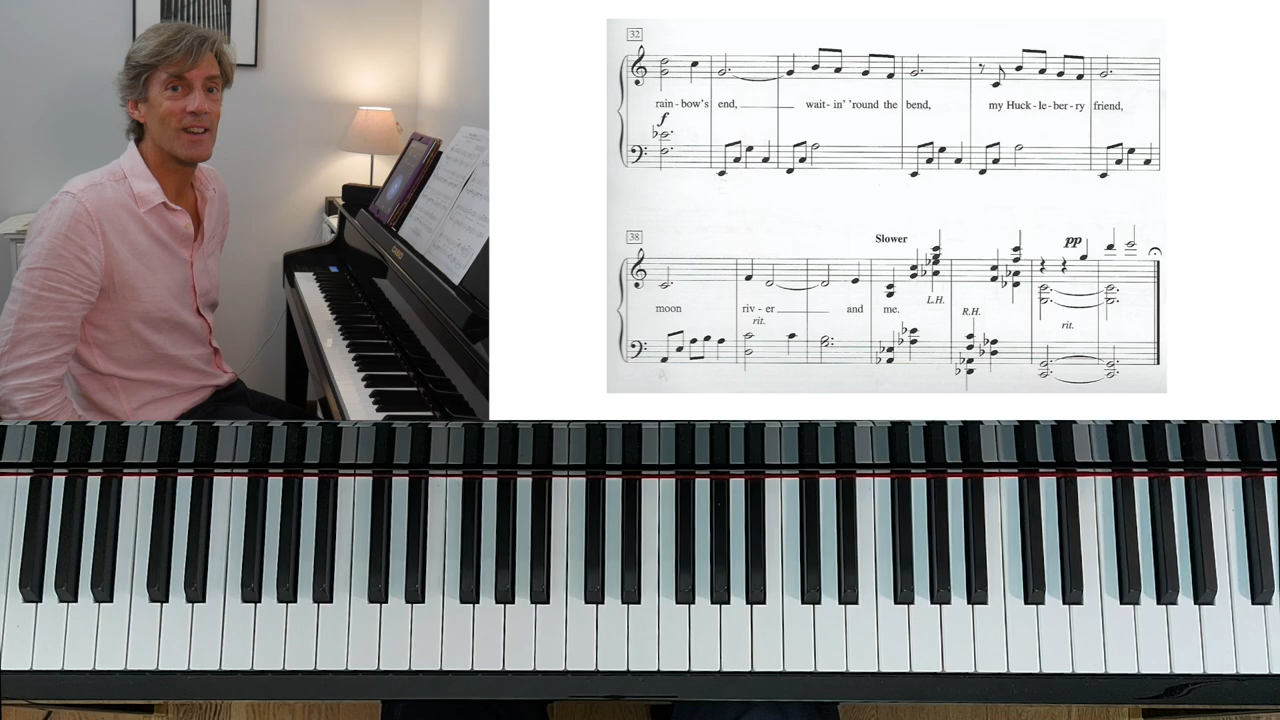 32
rain - bow's end, wait - in' 'round the bend, my Huck - le - ber - ry friend,
f
38
Slower
pp
moon riv - er and me.
L.H.
R.H.
rit.
rit.
CASIO